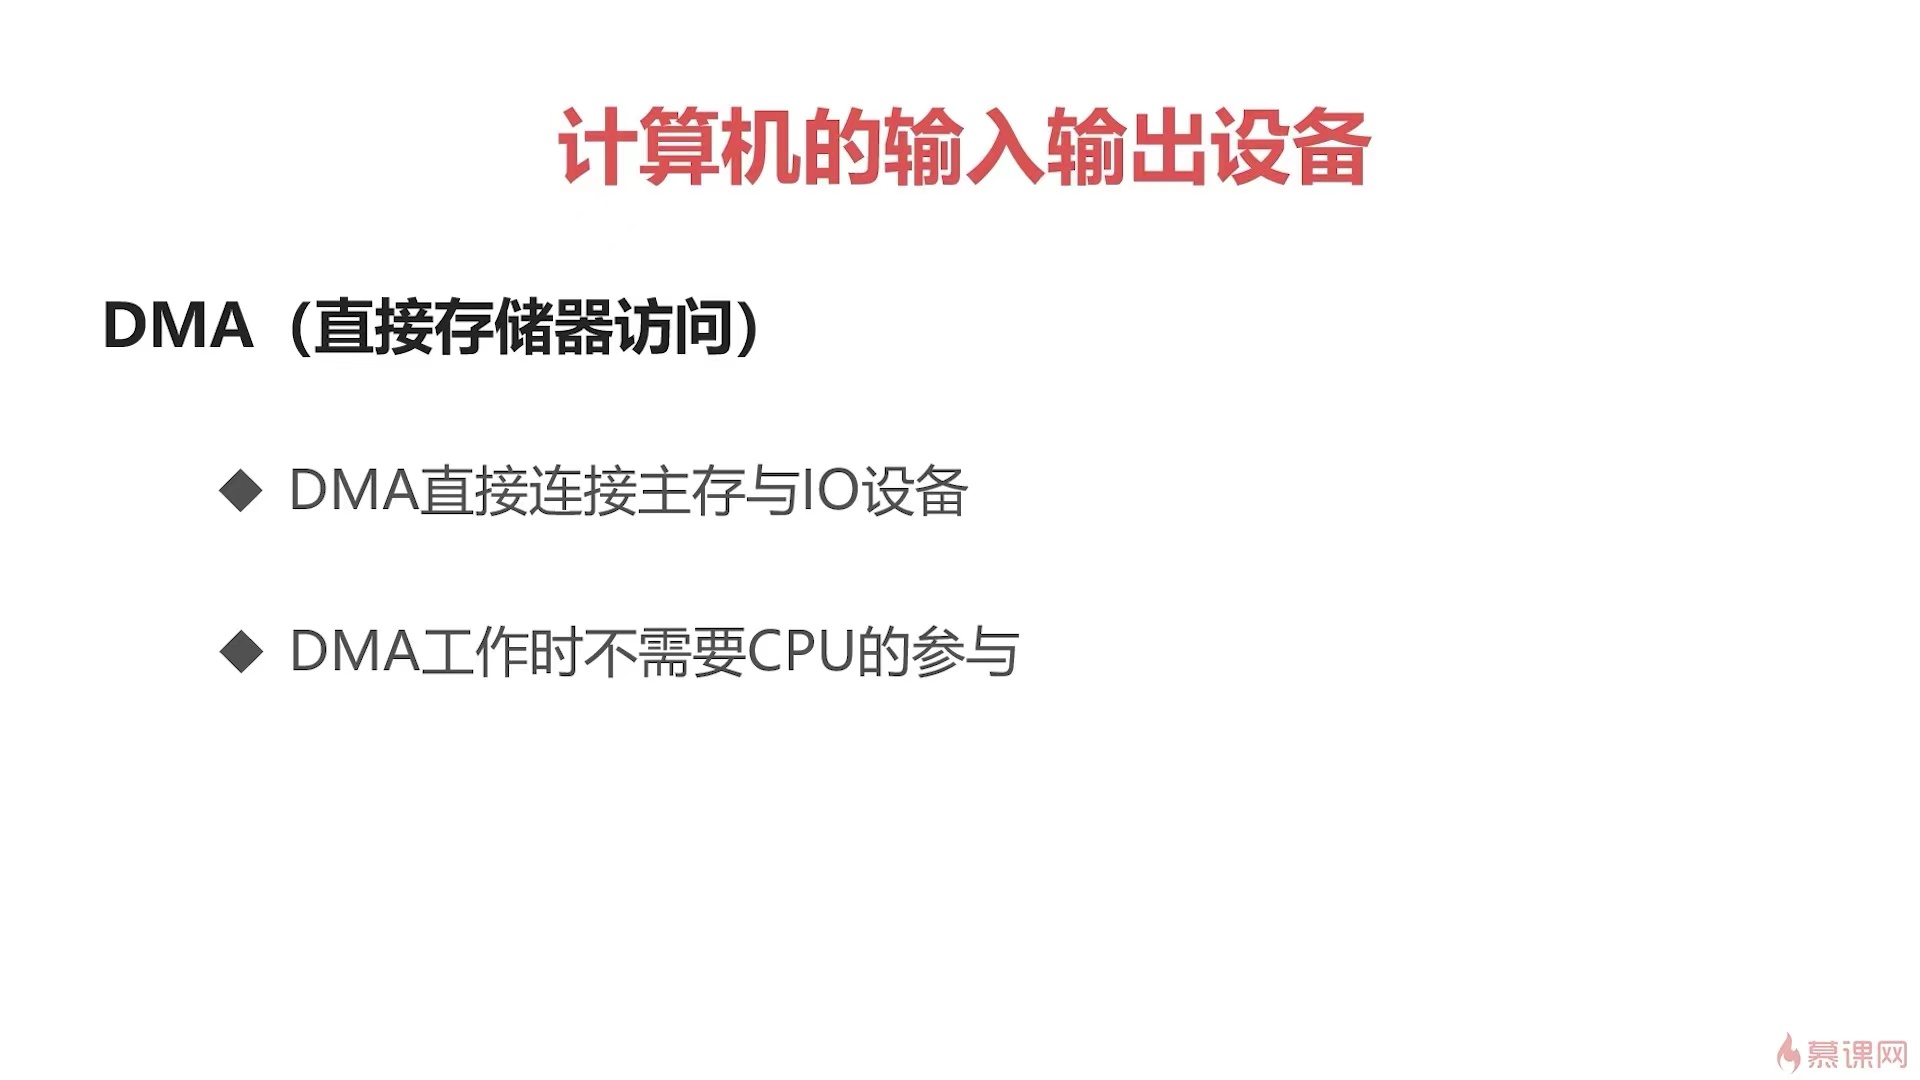 计算机的输入输出设备
DMA（直接存储器访问）
◆ DMA直接连接主存与IO设备
◆ DMA工作时不需要CPU的参与
慕课网